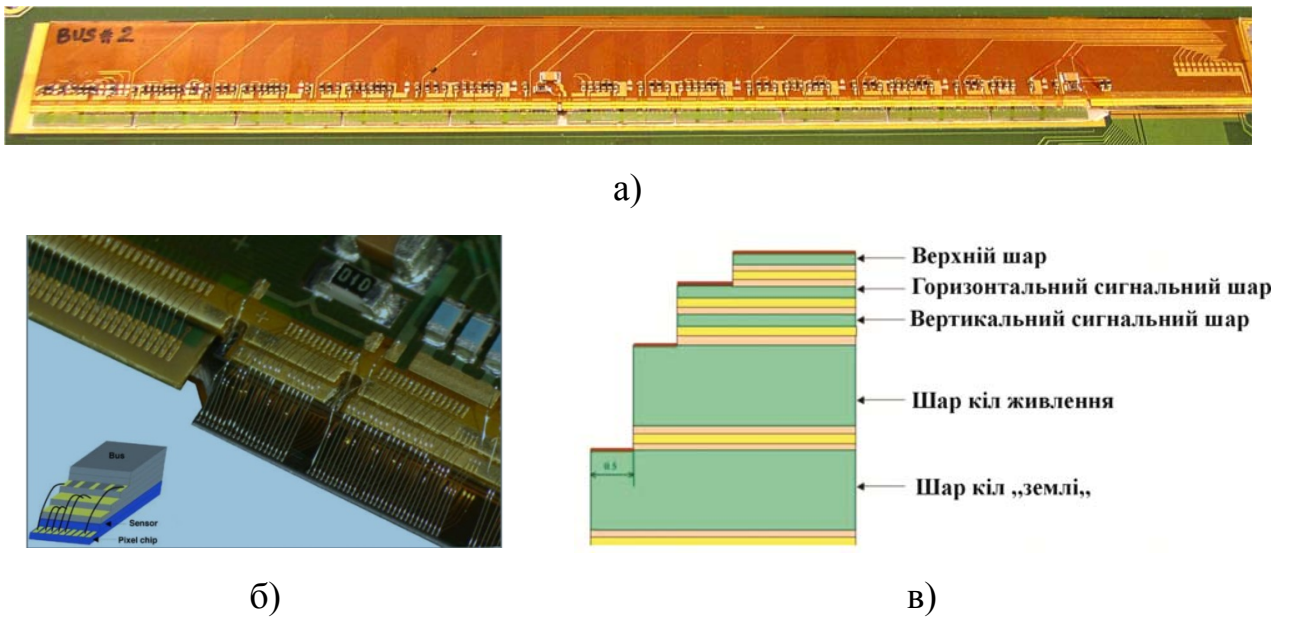 BUS # 2
а)
010
Bus
Sensor
Pixel chip
Верхній шар
Горизонтальний сигнальний шар
Вертикальний сигнальний шар
Шар кіл живлення
0.5
Шар кіл „землі„
б)
в)